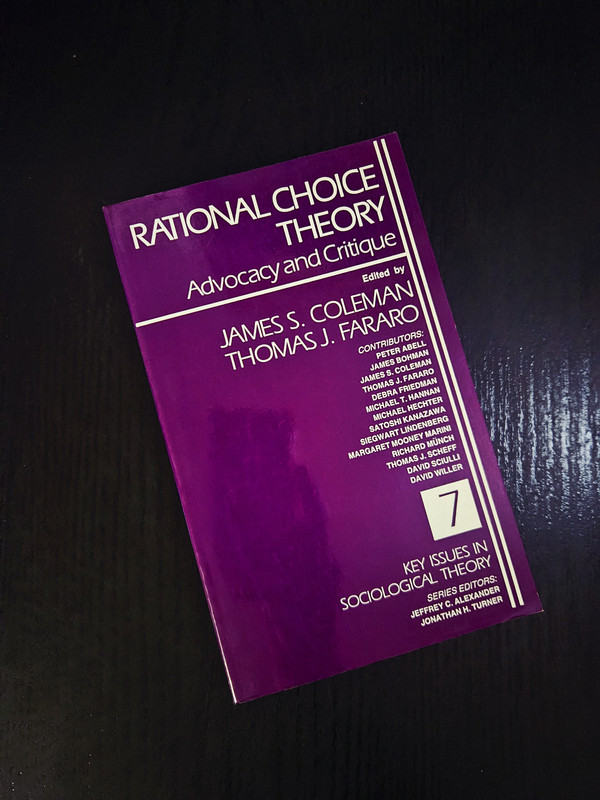 RATIONAL CHOICE
THEORY
Advocacy and Critique
Edited by
JAMES S. COLEMAN
THOMAS J. FARARO
CONTRIBUTORS:
PETER ABELL
JAMES BOHMAN
JAMES S. COLEMAN
THOMAS J. FARARO
DEBRA FRIEDMAN
MICHAEL T. HANNAN
MICHAEL HECHTER
SATOSHI KANAZAWA
SIEGWART LINDENBERG
MARGARET MOONEY MARINI
RICHARD MÜNCH
THOMAS J. SCHEFF
DAVID SCIULLI
DAVID WILLER
7
KEY ISSUES IN
SOCIOLOGICAL THEORY
SERIES EDITORS:
JEFFREY C. ALEXANDER
JONATHAN H. TURNER